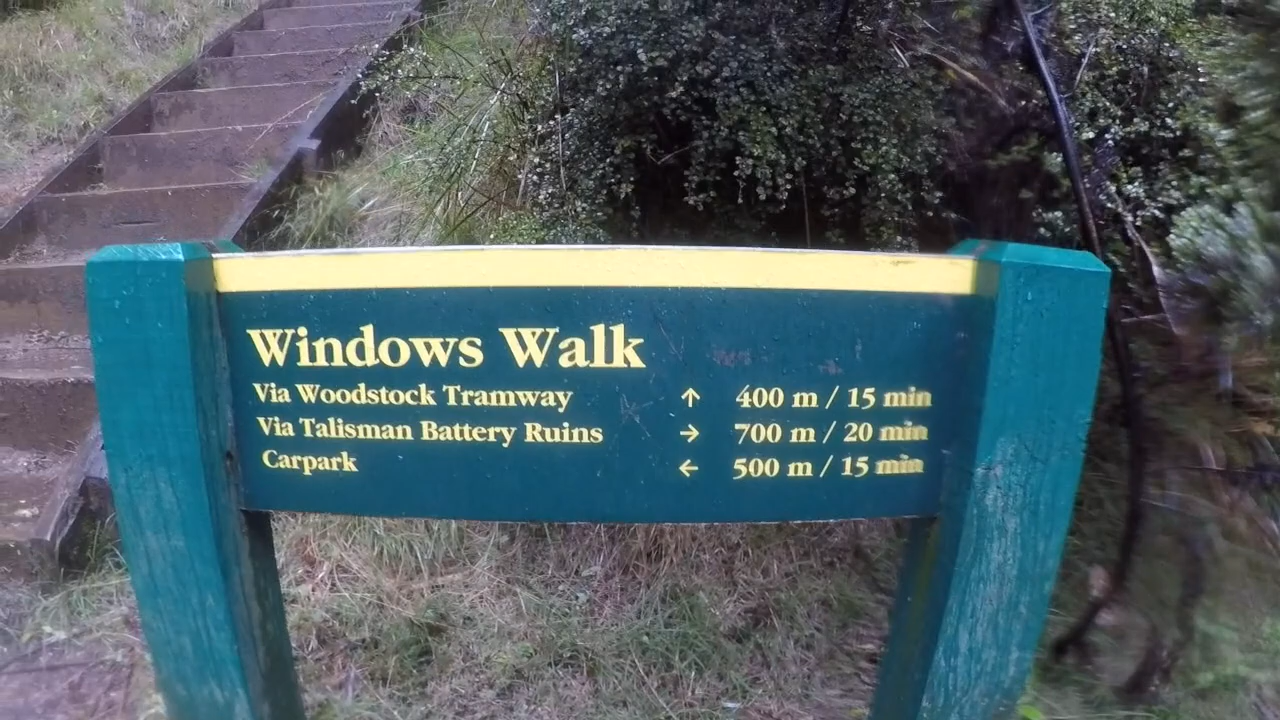 Windows Walk
Via Woodstock Tramway ↑ 400 m / 15 min
Via Talisman Battery Ruins → 700 m / 20 min
Carpark ← 500 m / 15 min